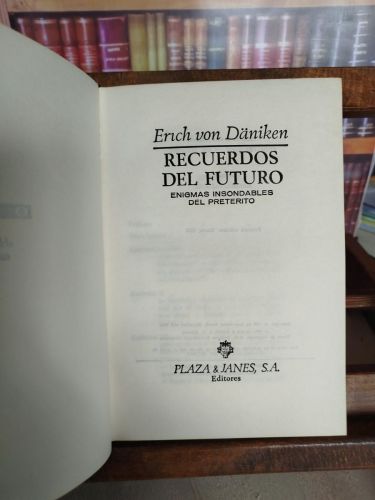 Erich von Däniken
RECUERDOS
DEL FUTURO
ENIGMAS INSONDABLES
DEL PRETERITO
PLAZA & JANES, S.A.
Editores